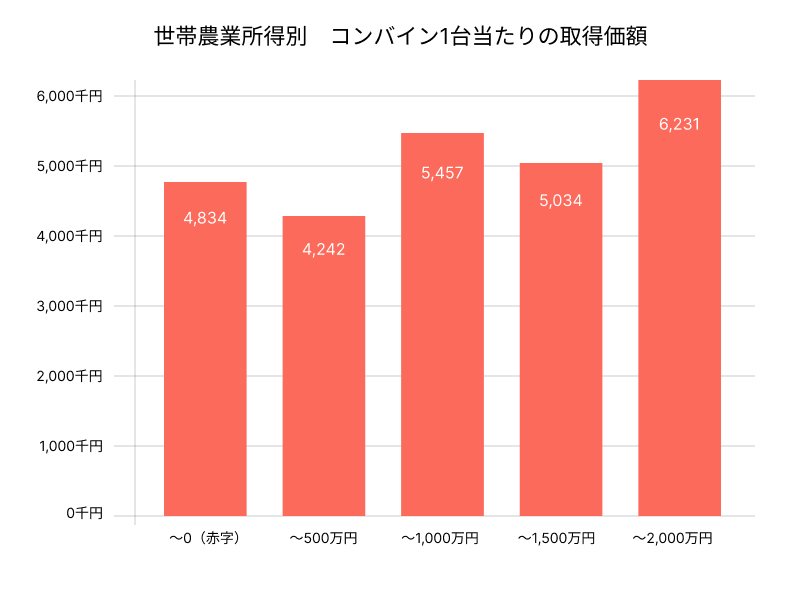 世帯農業所得別　コンバイン1台当たりの取得価額
6,000千円
5,000千円
4,000千円
3,000千円
2,000千円
1,000千円
0千円
4,834
4,242
5,457
5,034
6,231
〜0（赤字）
〜500万円
〜1,000万円
〜1,500万円
〜2,000万円